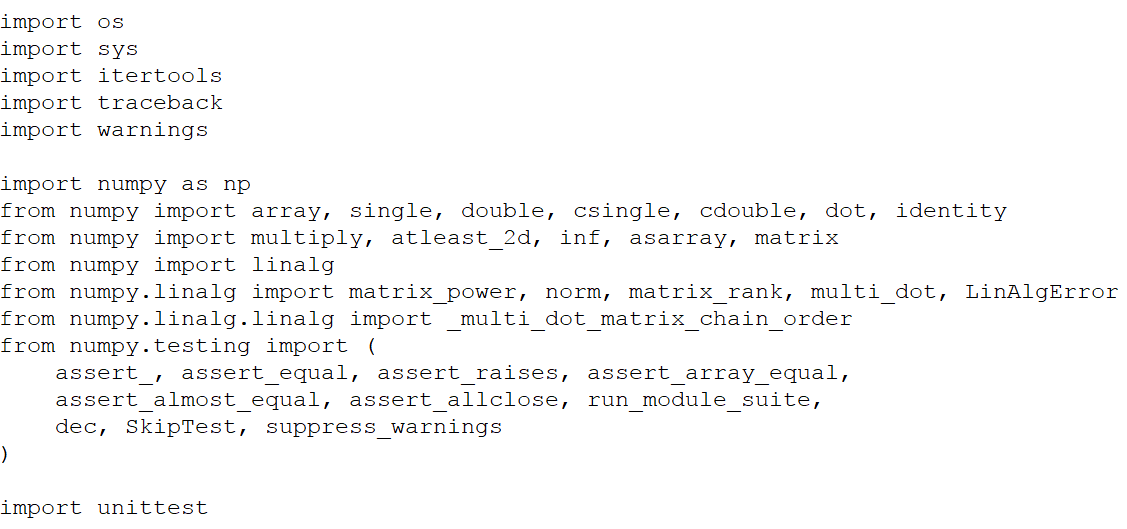 import os
import sys
import itertools
import traceback
import warnings

import numpy as np
from numpy import array, single, double, csingle, cdouble, dot, identity
from numpy import multiply, atleast_2d, inf, asarray, matrix
from numpy import linalg
from numpy.linalg import matrix_power, norm, matrix_rank, multi_dot, LinAlgError
from numpy.linalg.linalg import _multi_dot_matrix_chain_order
from numpy.testing import (
    assert_, assert_equal, assert_raises, assert_array_equal,
    assert_almost_equal, assert_allclose, run_module_suite,
    dec, SkipTest, suppress_warnings
)

import unittest